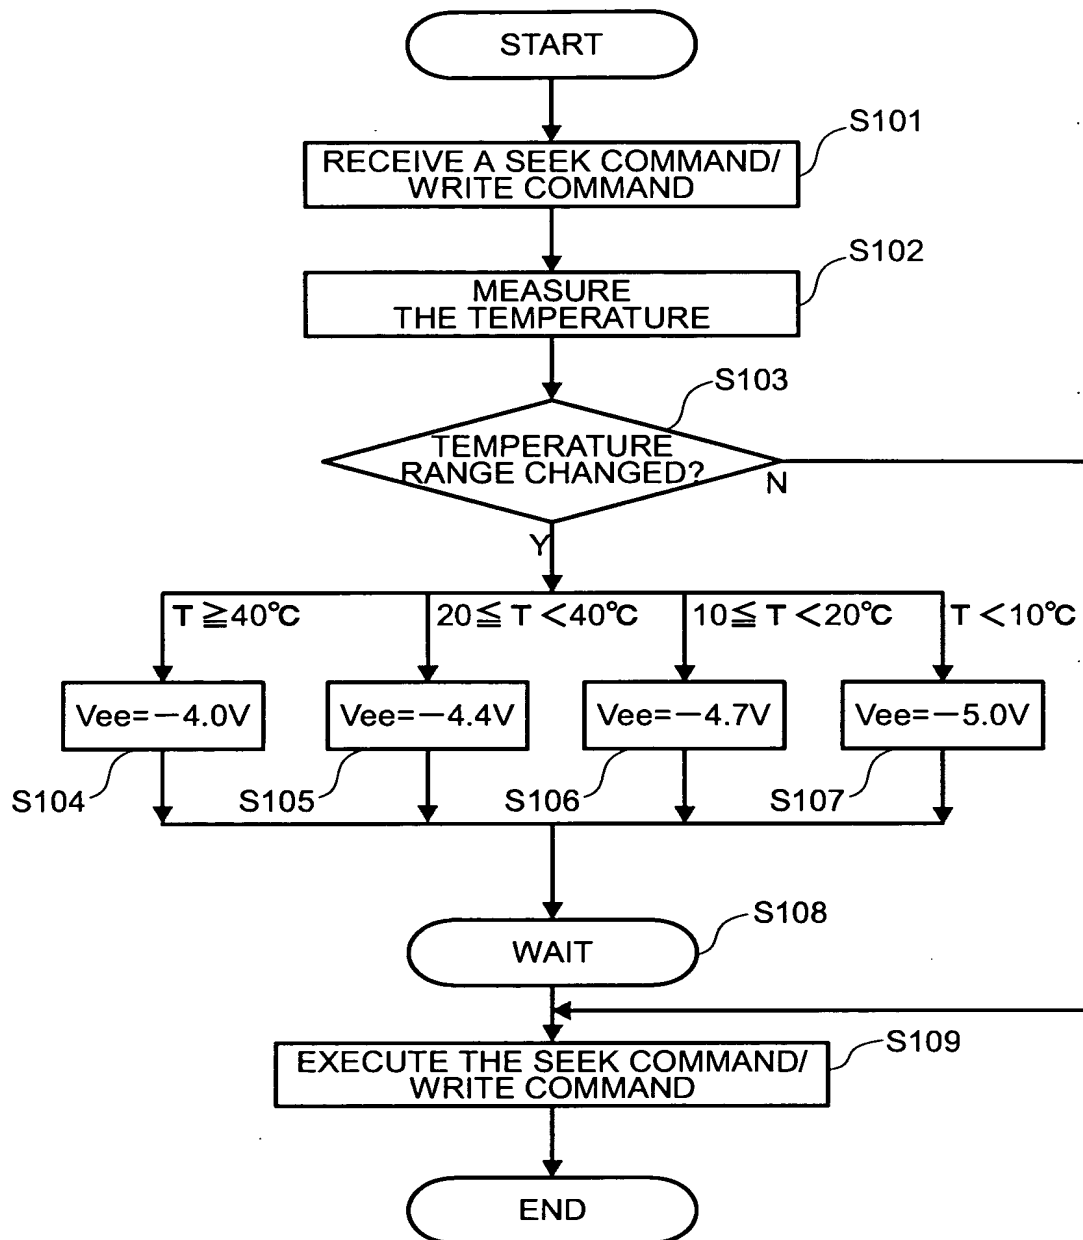 START
S101
RECEIVE A SEEK COMMAND/
WRITE COMMAND
S102
MEASURE
THE TEMPERATURE
S103
TEMPERATURE
RANGE CHANGED?
N
Y
T ≧40℃
20≦ T <40℃
10≦ T <20℃
T <10℃
Vee=−4.0V
Vee=−4.4V
Vee=−4.7V
Vee=−5.0V
S104
S105
S106
S107
S108
WAIT
S109
EXECUTE THE SEEK COMMAND/
WRITE COMMAND
END